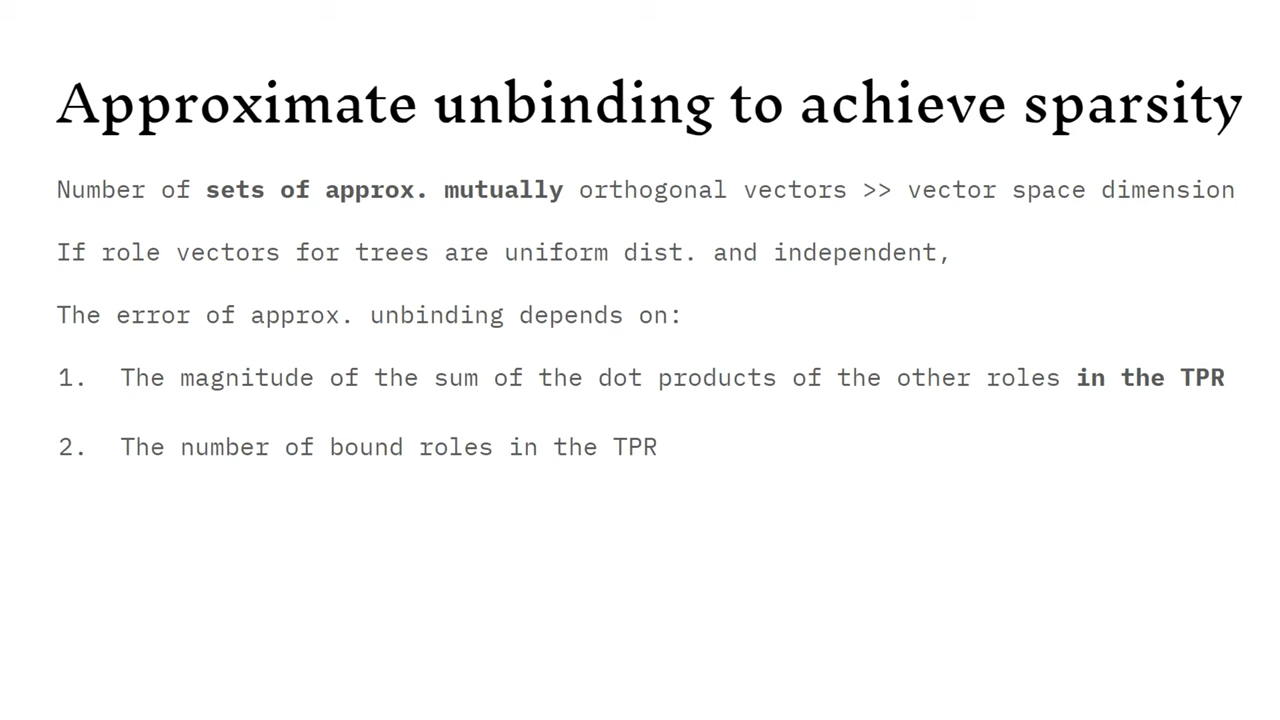 Approximate unbinding to achieve sparsity
Number of sets of approx. mutually orthogonal vectors >> vector space dimension
If role vectors for trees are uniform dist. and independent,
The error of approx. unbinding depends on:
1. The magnitude of the sum of the dot products of the other roles in the TPR
2. The number of bound roles in the TPR